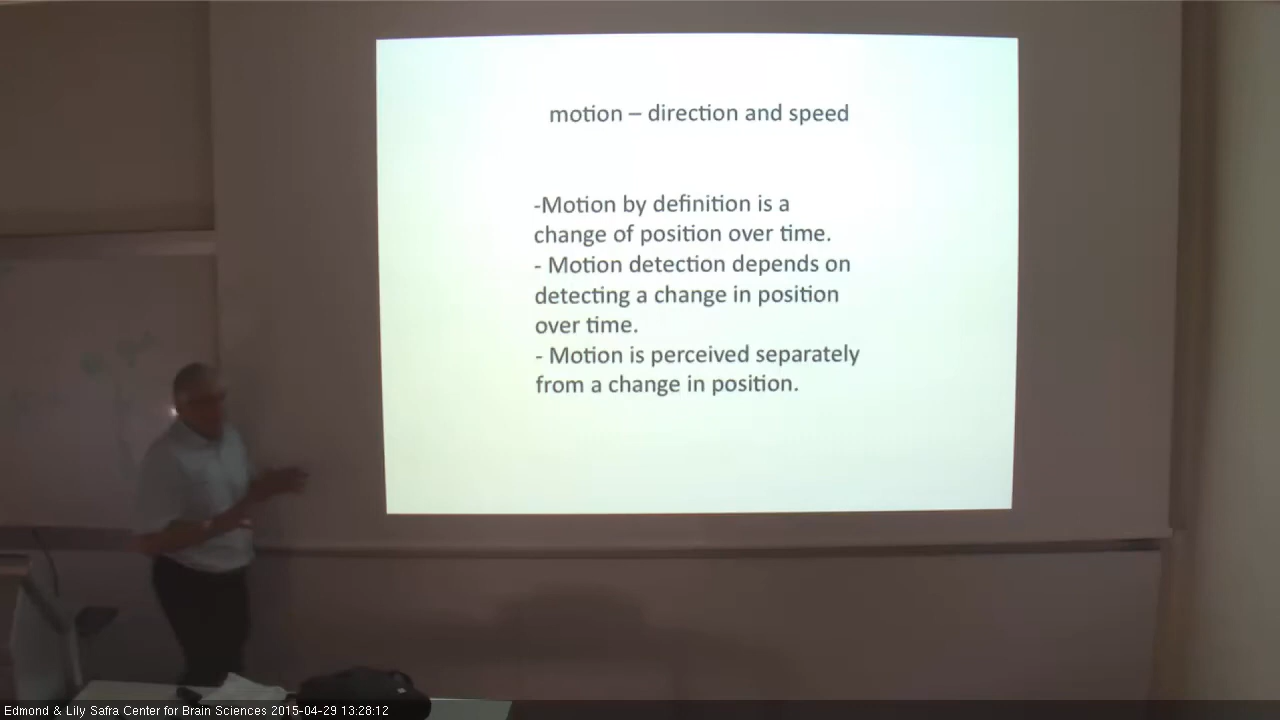 motion – direction and speed
-Motion by definition is a
change of position over time.
- Motion detection depends on
detecting a change in position
over time.
- Motion is perceived separately
from a change in position.
Edmond & Lily Safra Center for Brain Sciences 2015-04-29 13:28:12